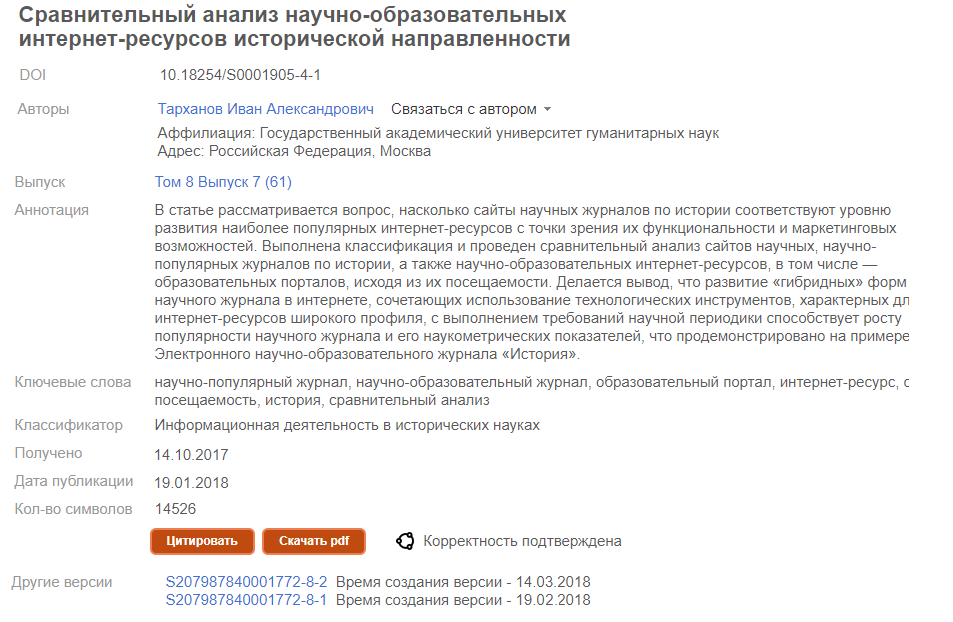 Сравнительный анализ научно-образовательных
интернет-ресурсов исторической направленности
DOI 10.18254/S0001905-4-1
Авторы Тарханов Иван Александрович Связаться с автором
Аффилиация: Государственный академический университет гуманитарных наук
Адрес: Российская Федерация, Москва
Выпуск Том 8 Выпуск 7 (61)
Аннотация В статье рассматривается вопрос, насколько сайты научных журналов по истории соответствуют уровню
развития наиболее популярных интернет-ресурсов с точки зрения их функциональности и маркетинговых
возможностей. Выполнена классификация и проведен сравнительный анализ сайтов научных, научно-
популярных журналов по истории, а также научно-образовательных интернет-ресурсов, в том числе —
образовательных порталов, исходя из их посещаемости. Делается вывод, что развитие «гибридных» форм
научного журнала в интернете, сочетающих использование технологических инструментов, характерных
интернет-ресурсов широкого профиля, с выполнением требований научной периодики способствует росту
популярности научного журнала и его наукометрических показателей, что продемонстрировано на примере
Электронного научно-образовательного журнала «История».
Ключевые слова научно-популярный журнал, научно-образовательный журнал, образовательный портал, интернет-ресурс,
посещаемость, история, сравнительный анализ
Классификатор Информационная деятельность в исторических науках
Получено 14.10.2017
Дата публикации 19.01.2018
Кол-во символов 14526
Цитировать Скачать pdf Корректность подтверждена
Другие версии S207987840001772-8-2 Время создания версии - 14.03.2018
S207987840001772-8-1 Время создания версии - 19.02.2018